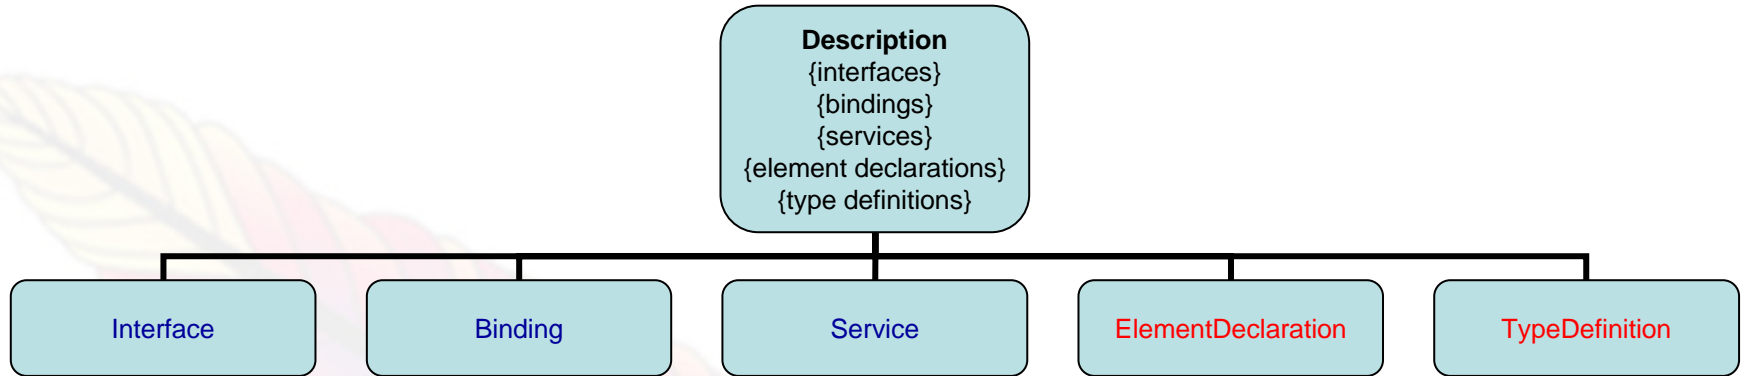 Description
{interfaces}
{bindings}
{services}
{element declarations}
{type definitions}
Interface
Binding
Service
ElementDeclaration
TypeDefinition